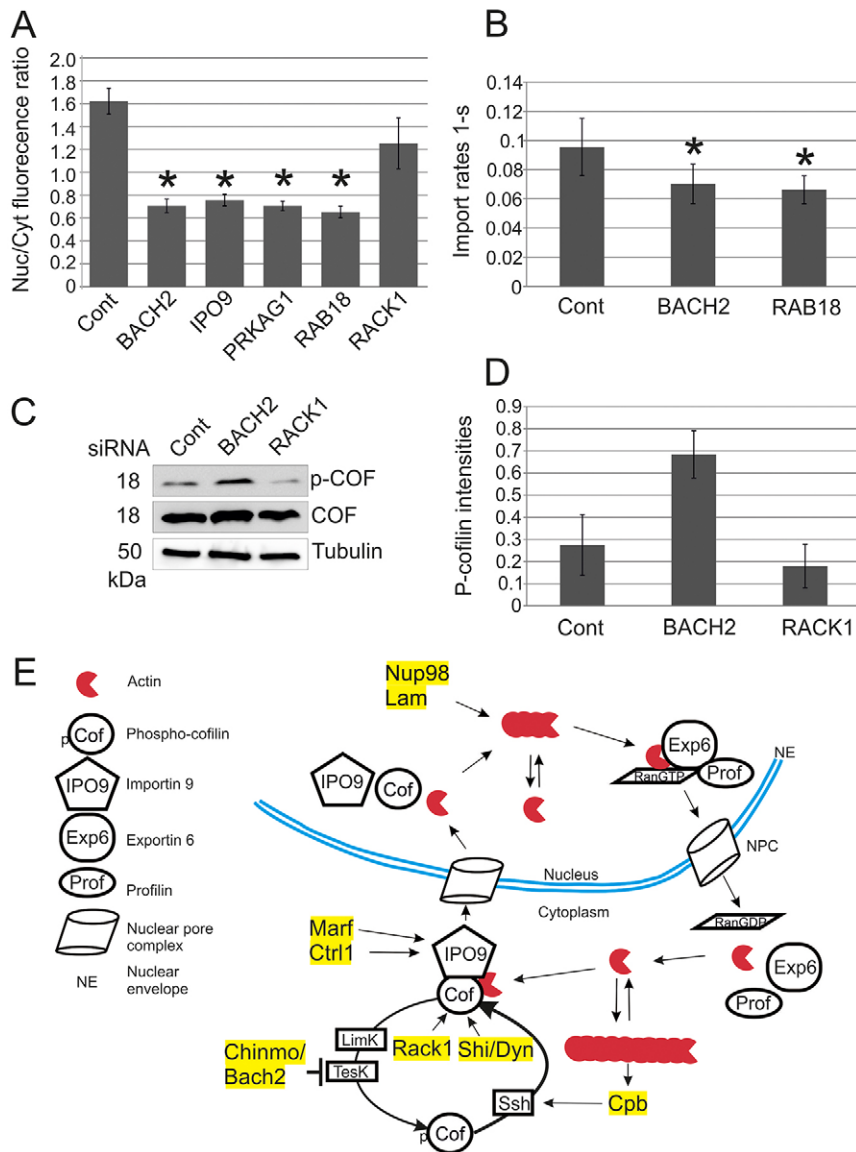 A
Nuc/Cyt fluorecence ratio
2.0
1.8
1.6
1.4
1.2
1.0
0.8
0.6
0.4
0.2
0
* * * *
Cont BACH2 IPO9 PRKAG1 RAB18 RACK1
B
Import rates 1-s
0.14
0.12
0.1
0.08
0.06
0.04
0.02
0
* *
Cont BACH2 RAB18
C
siRNA Cont BACH2 RACK1
18 p-COF
18 COF
50 Tubulin
kDa
D
P-cofilin intensities
0.9
0.8
0.7
0.6
0.5
0.4
0.3
0.2
0.1
0
Cont BACH2 RACK1
E
Actin
pCof Phospho-cofilin
IPO9 Importin 9
Exp6 Exportin 6
Prof Profilin
Nuclear pore
complex
NE Nuclear
envelope
Nup98
Lam
IPO9 Cof
Exp6
RanGTP Prof
NE
NPC
Nucleus
Cytoplasm
RanGDP
Marf
Ctrl1
IPO9
Cof
Exp6
Prof
LimK
Rack1 Shi/Dyn
Chinmo/
Bach2
TesK
Ssh
Cpb
pCof